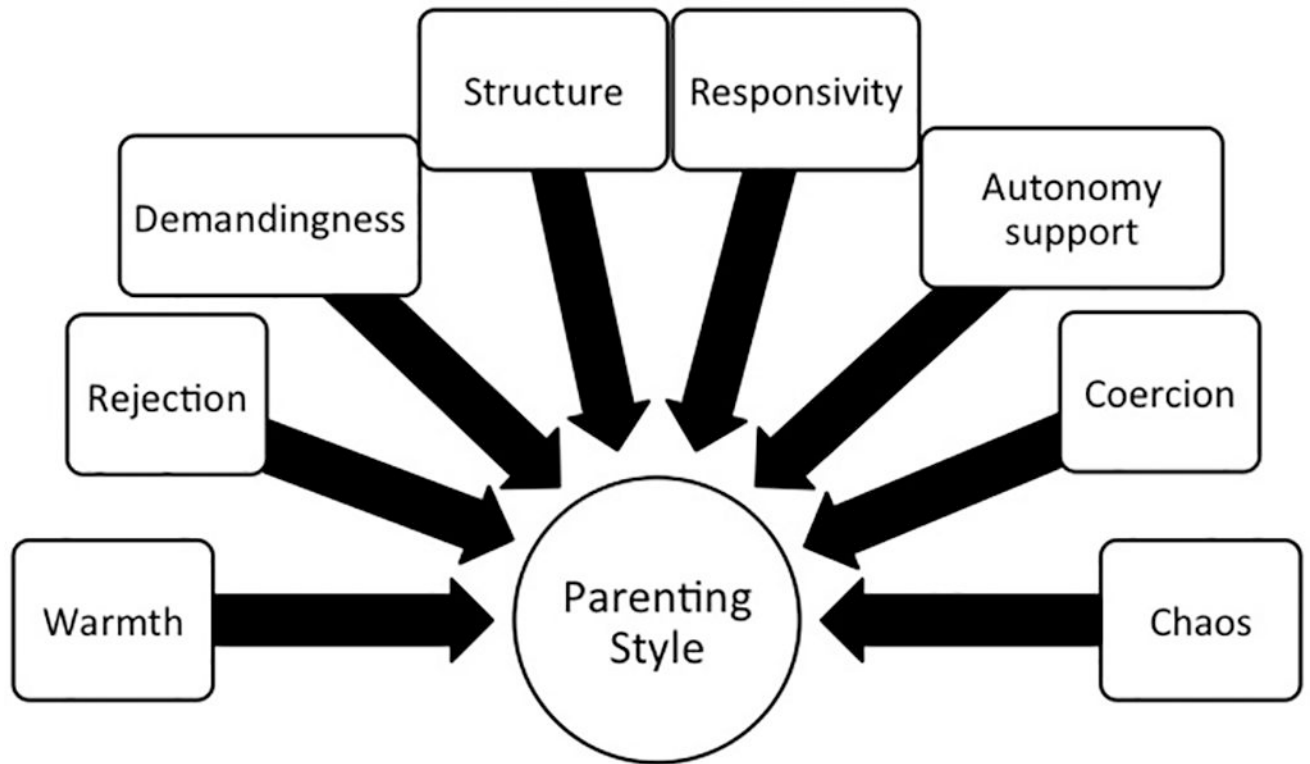 Structure
Responsivity
Demandingness
Autonomy
support
Rejection
Coercion
Warmth
Parenting
Style
Chaos